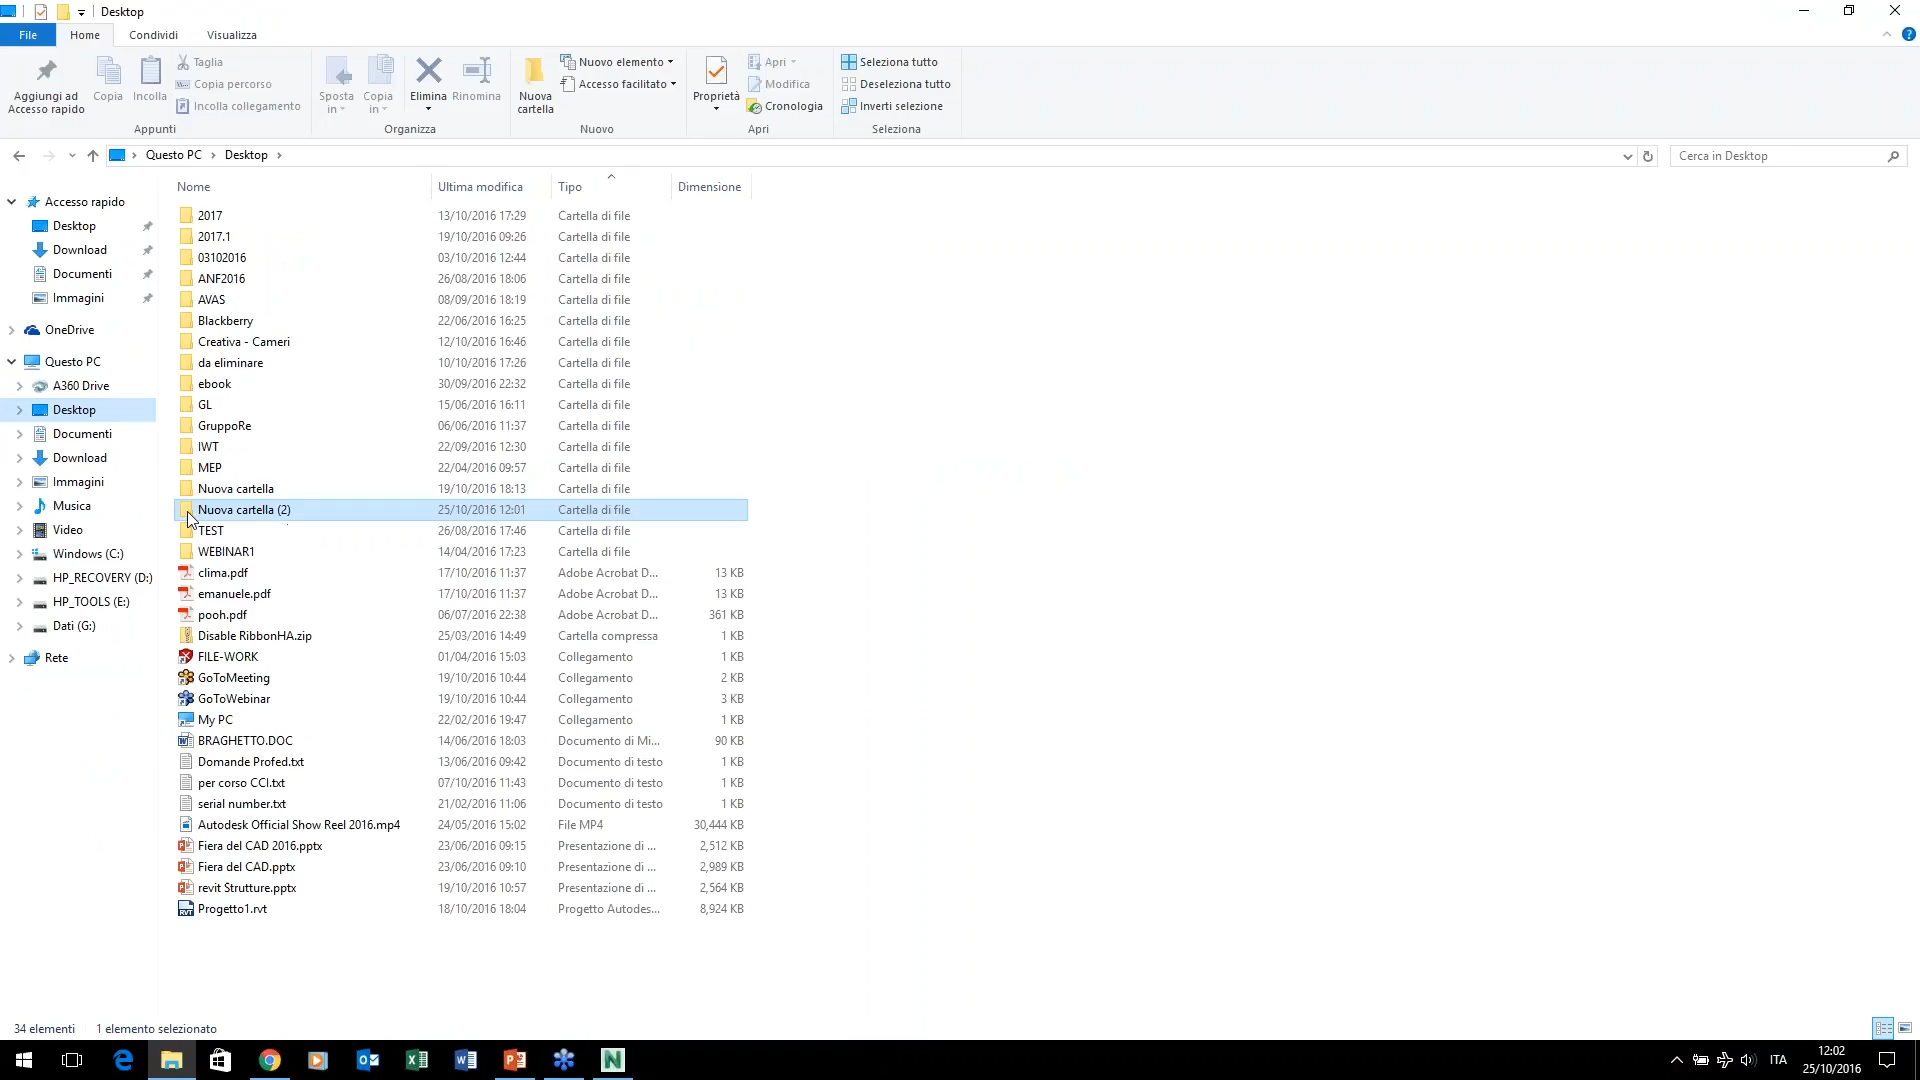 Desktop
File Home Condividi Visualizza
Aggiungi ad
Accesso rapido
Copia
Incolla
Taglia
Copia percorso
Incolla collegamento
Appunti
Sposta
in
Copia
in
Elimina
Rinomina
Organizza
Nuova
cartella
Nuovo elemento
Accesso facilitato
Nuovo
Proprietà
Apri
Modifica
Cronologia
Apri
Seleziona tutto
Deseleziona tutto
Inverti selezione
Seleziona
Questo PC Desktop
Cerca in Desktop
Accesso rapido
Desktop
Download
Documenti
Immagini
OneDrive
Questo PC
A360 Drive
Desktop
Documenti
Download
Immagini
Musica
Video
Windows (C:)
HP_RECOVERY (D:)
HP_TOOLS (E:)
Dati (G:)
Rete
Nome Ultima modifica Tipo Dimensione
2017 13/10/2016 17:29 Cartella di file
2017.1 19/10/2016 09:26 Cartella di file
03102016 03/10/2016 12:44 Cartella di file
ANF2016 26/08/2016 18:06 Cartella di file
AVAS 08/09/2016 18:19 Cartella di file
Blackberry 22/06/2016 16:25 Cartella di file
Creativa - Cameri 12/10/2016 16:46 Cartella di file
da eliminare 10/10/2016 17:26 Cartella di file
ebook 30/09/2016 22:32 Cartella di file
GL 15/06/2016 16:11 Cartella di file
GruppoRe 06/06/2016 11:37 Cartella di file
IWT 22/09/2016 12:30 Cartella di file
MEP 22/04/2016 09:57 Cartella di file
Nuova cartella 19/10/2016 18:13 Cartella di file
Nuova cartella (2) 25/10/2016 12:01 Cartella di file
TEST 26/08/2016 17:46 Cartella di file
WEBINAR1 14/04/2016 17:23 Cartella di file
clima.pdf 17/10/2016 11:37 Adobe Acrobat D... 13 KB
emanuele.pdf 17/10/2016 11:37 Adobe Acrobat D... 13 KB
pooh.pdf 06/07/2016 22:38 Adobe Acrobat D... 361 KB
Disable RibbonHA.zip 25/03/2016 14:49 Cartella compressa 1 KB
FILE-WORK 01/04/2016 15:03 Collegamento 1 KB
GoToMeeting 19/10/2016 10:44 Collegamento 2 KB
GoToWebinar 19/10/2016 10:44 Collegamento 3 KB
My PC 22/02/2016 19:47 Collegamento 1 KB
BRAGHETTO.DOC 14/06/2016 18:03 Documento di Mi... 90 KB
Domande Profed.txt 13/06/2016 09:42 Documento di testo 1 KB
per corso CCI.txt 07/10/2016 11:43 Documento di testo 1 KB
serial number.txt 21/02/2016 11:06 Documento di testo 1 KB
Autodesk Official Show Reel 2016.mp4 24/05/2016 15:02 File MP4 30,444 KB
Fiera del CAD 2016.pptx 23/06/2016 09:15 Presentazione di ... 2,512 KB
Fiera del CAD.pptx 23/06/2016 09:10 Presentazione di ... 2,989 KB
revit Strutture.pptx 19/10/2016 10:57 Presentazione di ... 2,564 KB
Progetto1.rvt 18/10/2016 18:04 Progetto Autodes... 8,924 KB
34 elementi 1 elemento selezionato
ITA
12:02
25/10/2016